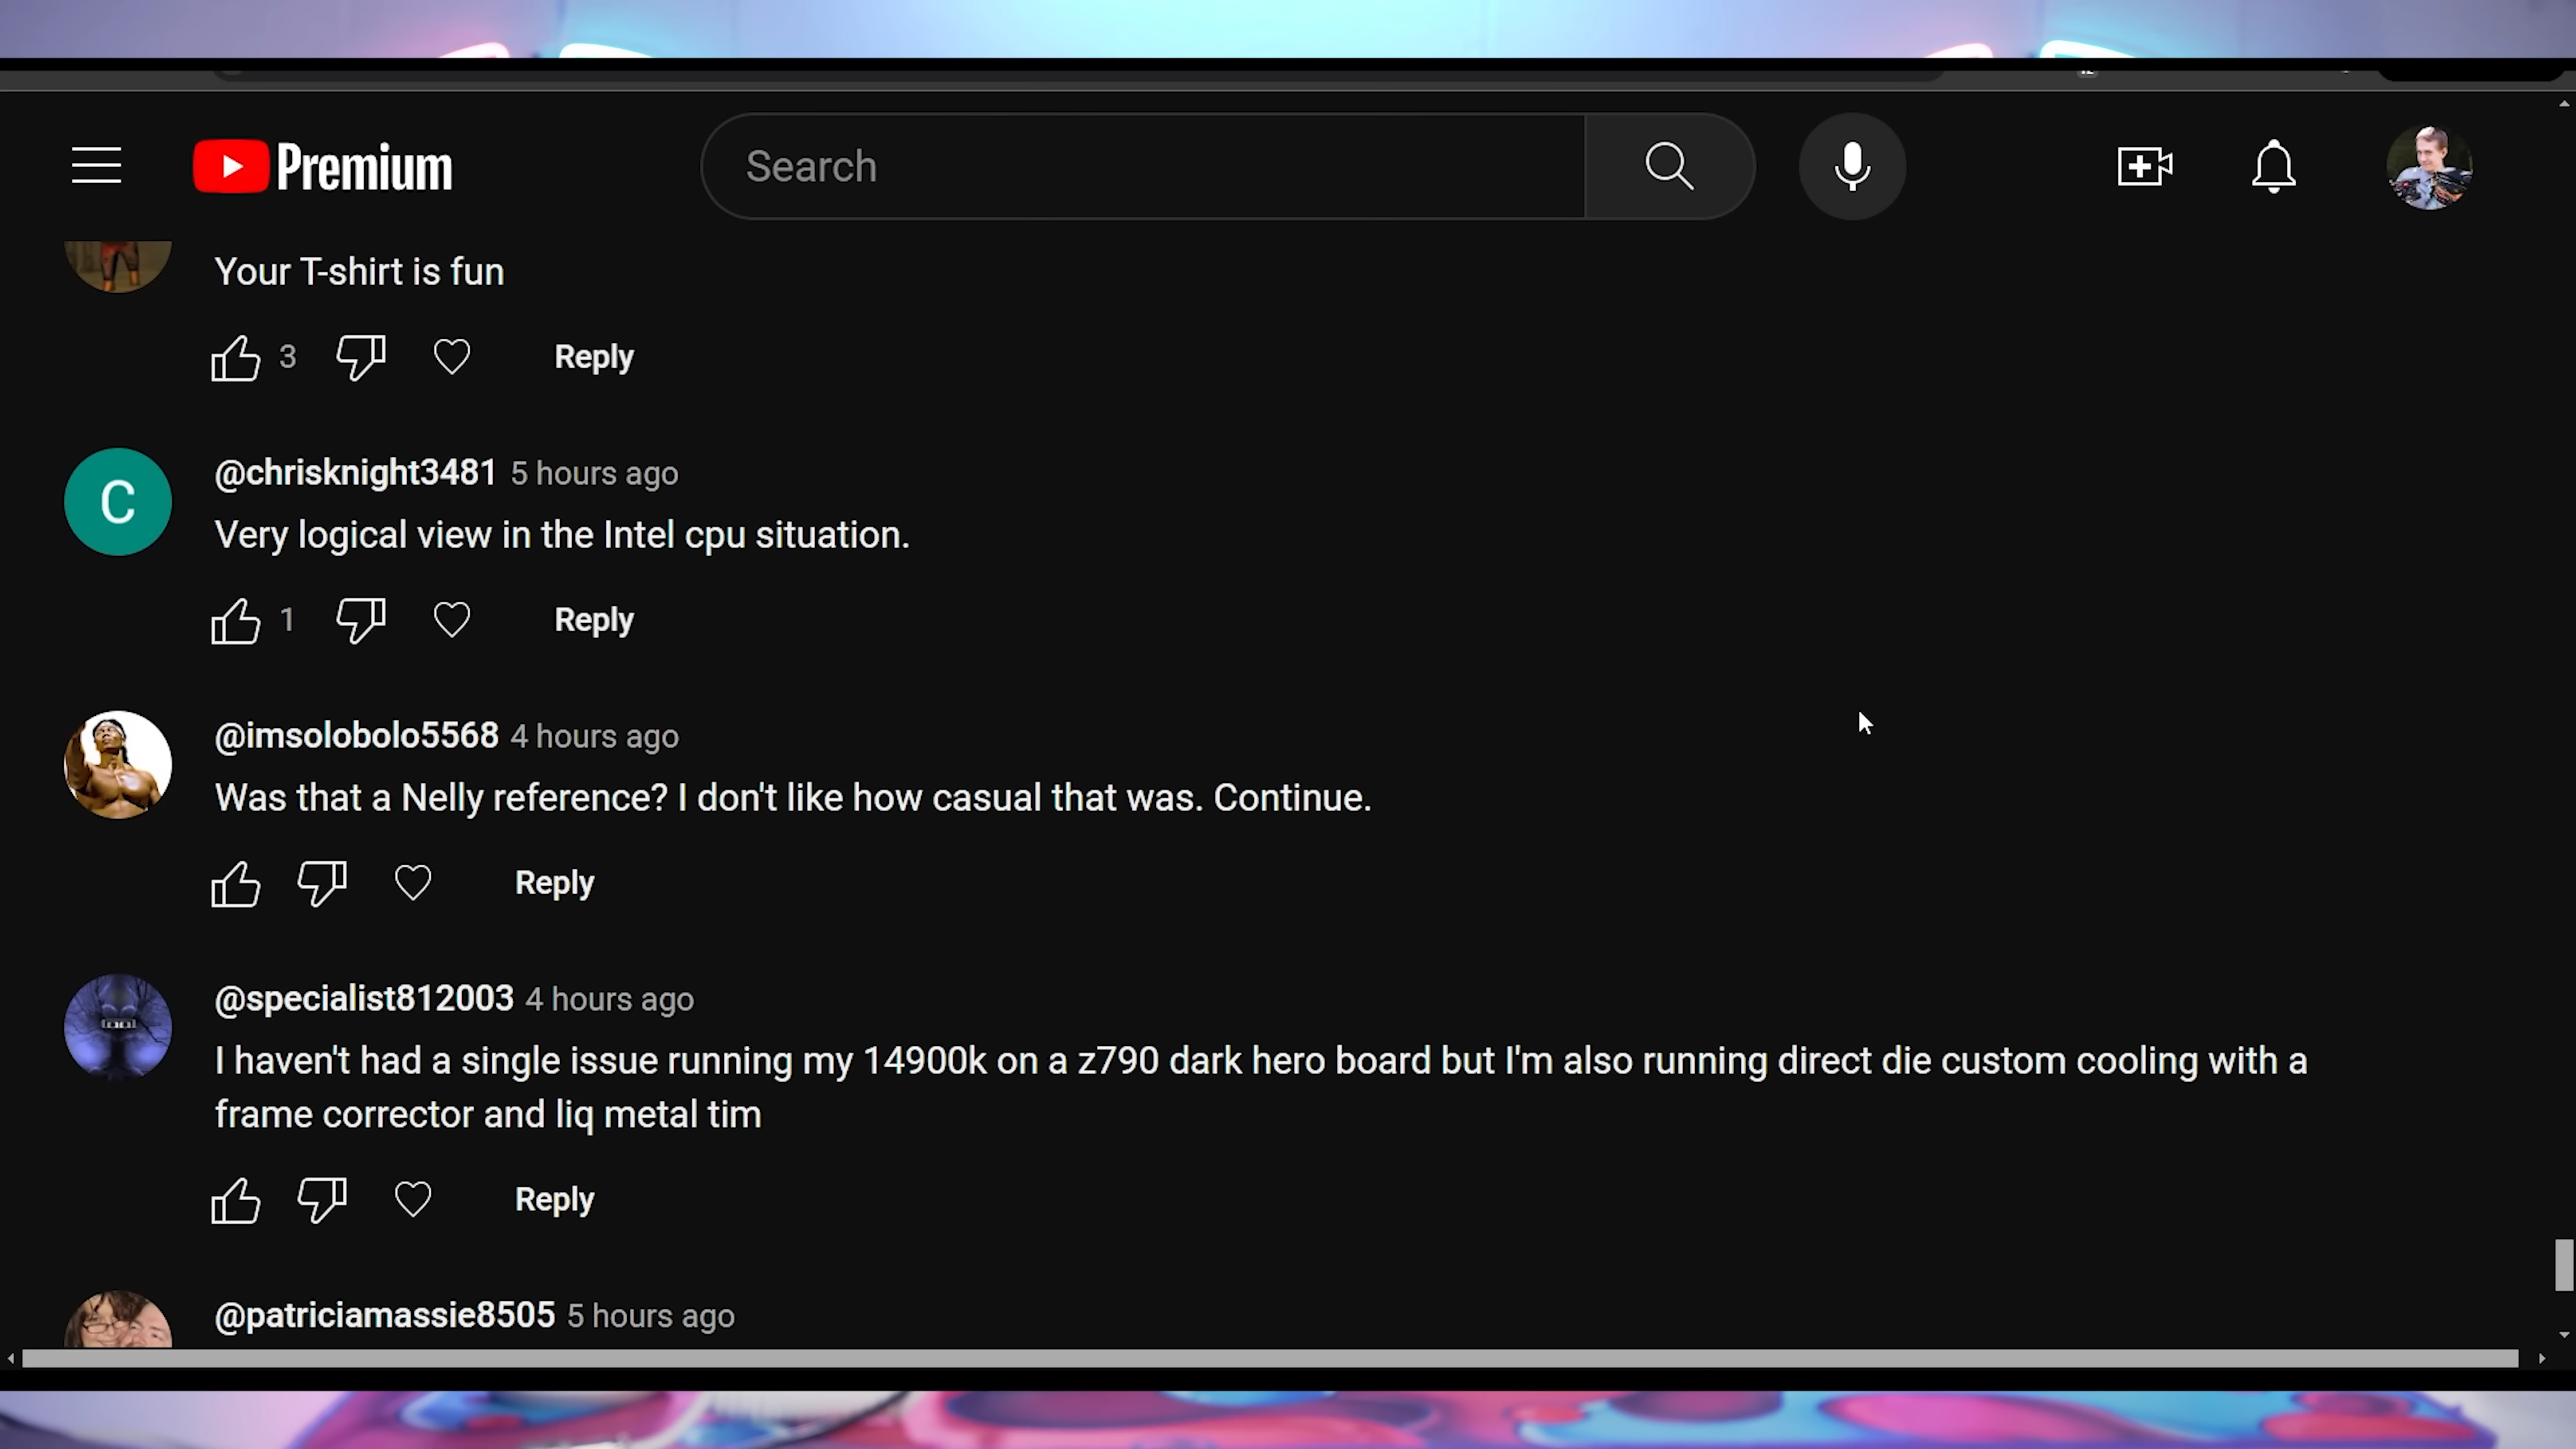 Premium
Search
Your T-shirt is fun
3
Reply
C
@chrisknight3481 5 hours ago
Very logical view in the Intel cpu situation.
1
Reply
@imsolobolo5568 4 hours ago
Was that a Nelly reference? I don't like how casual that was. Continue.
Reply
@specialist812003 4 hours ago
I haven't had a single issue running my 14900k on a z790 dark hero board but I'm also running direct die custom cooling with a
frame corrector and liq metal tim
Reply
@patriciamassie8505 5 hours ago